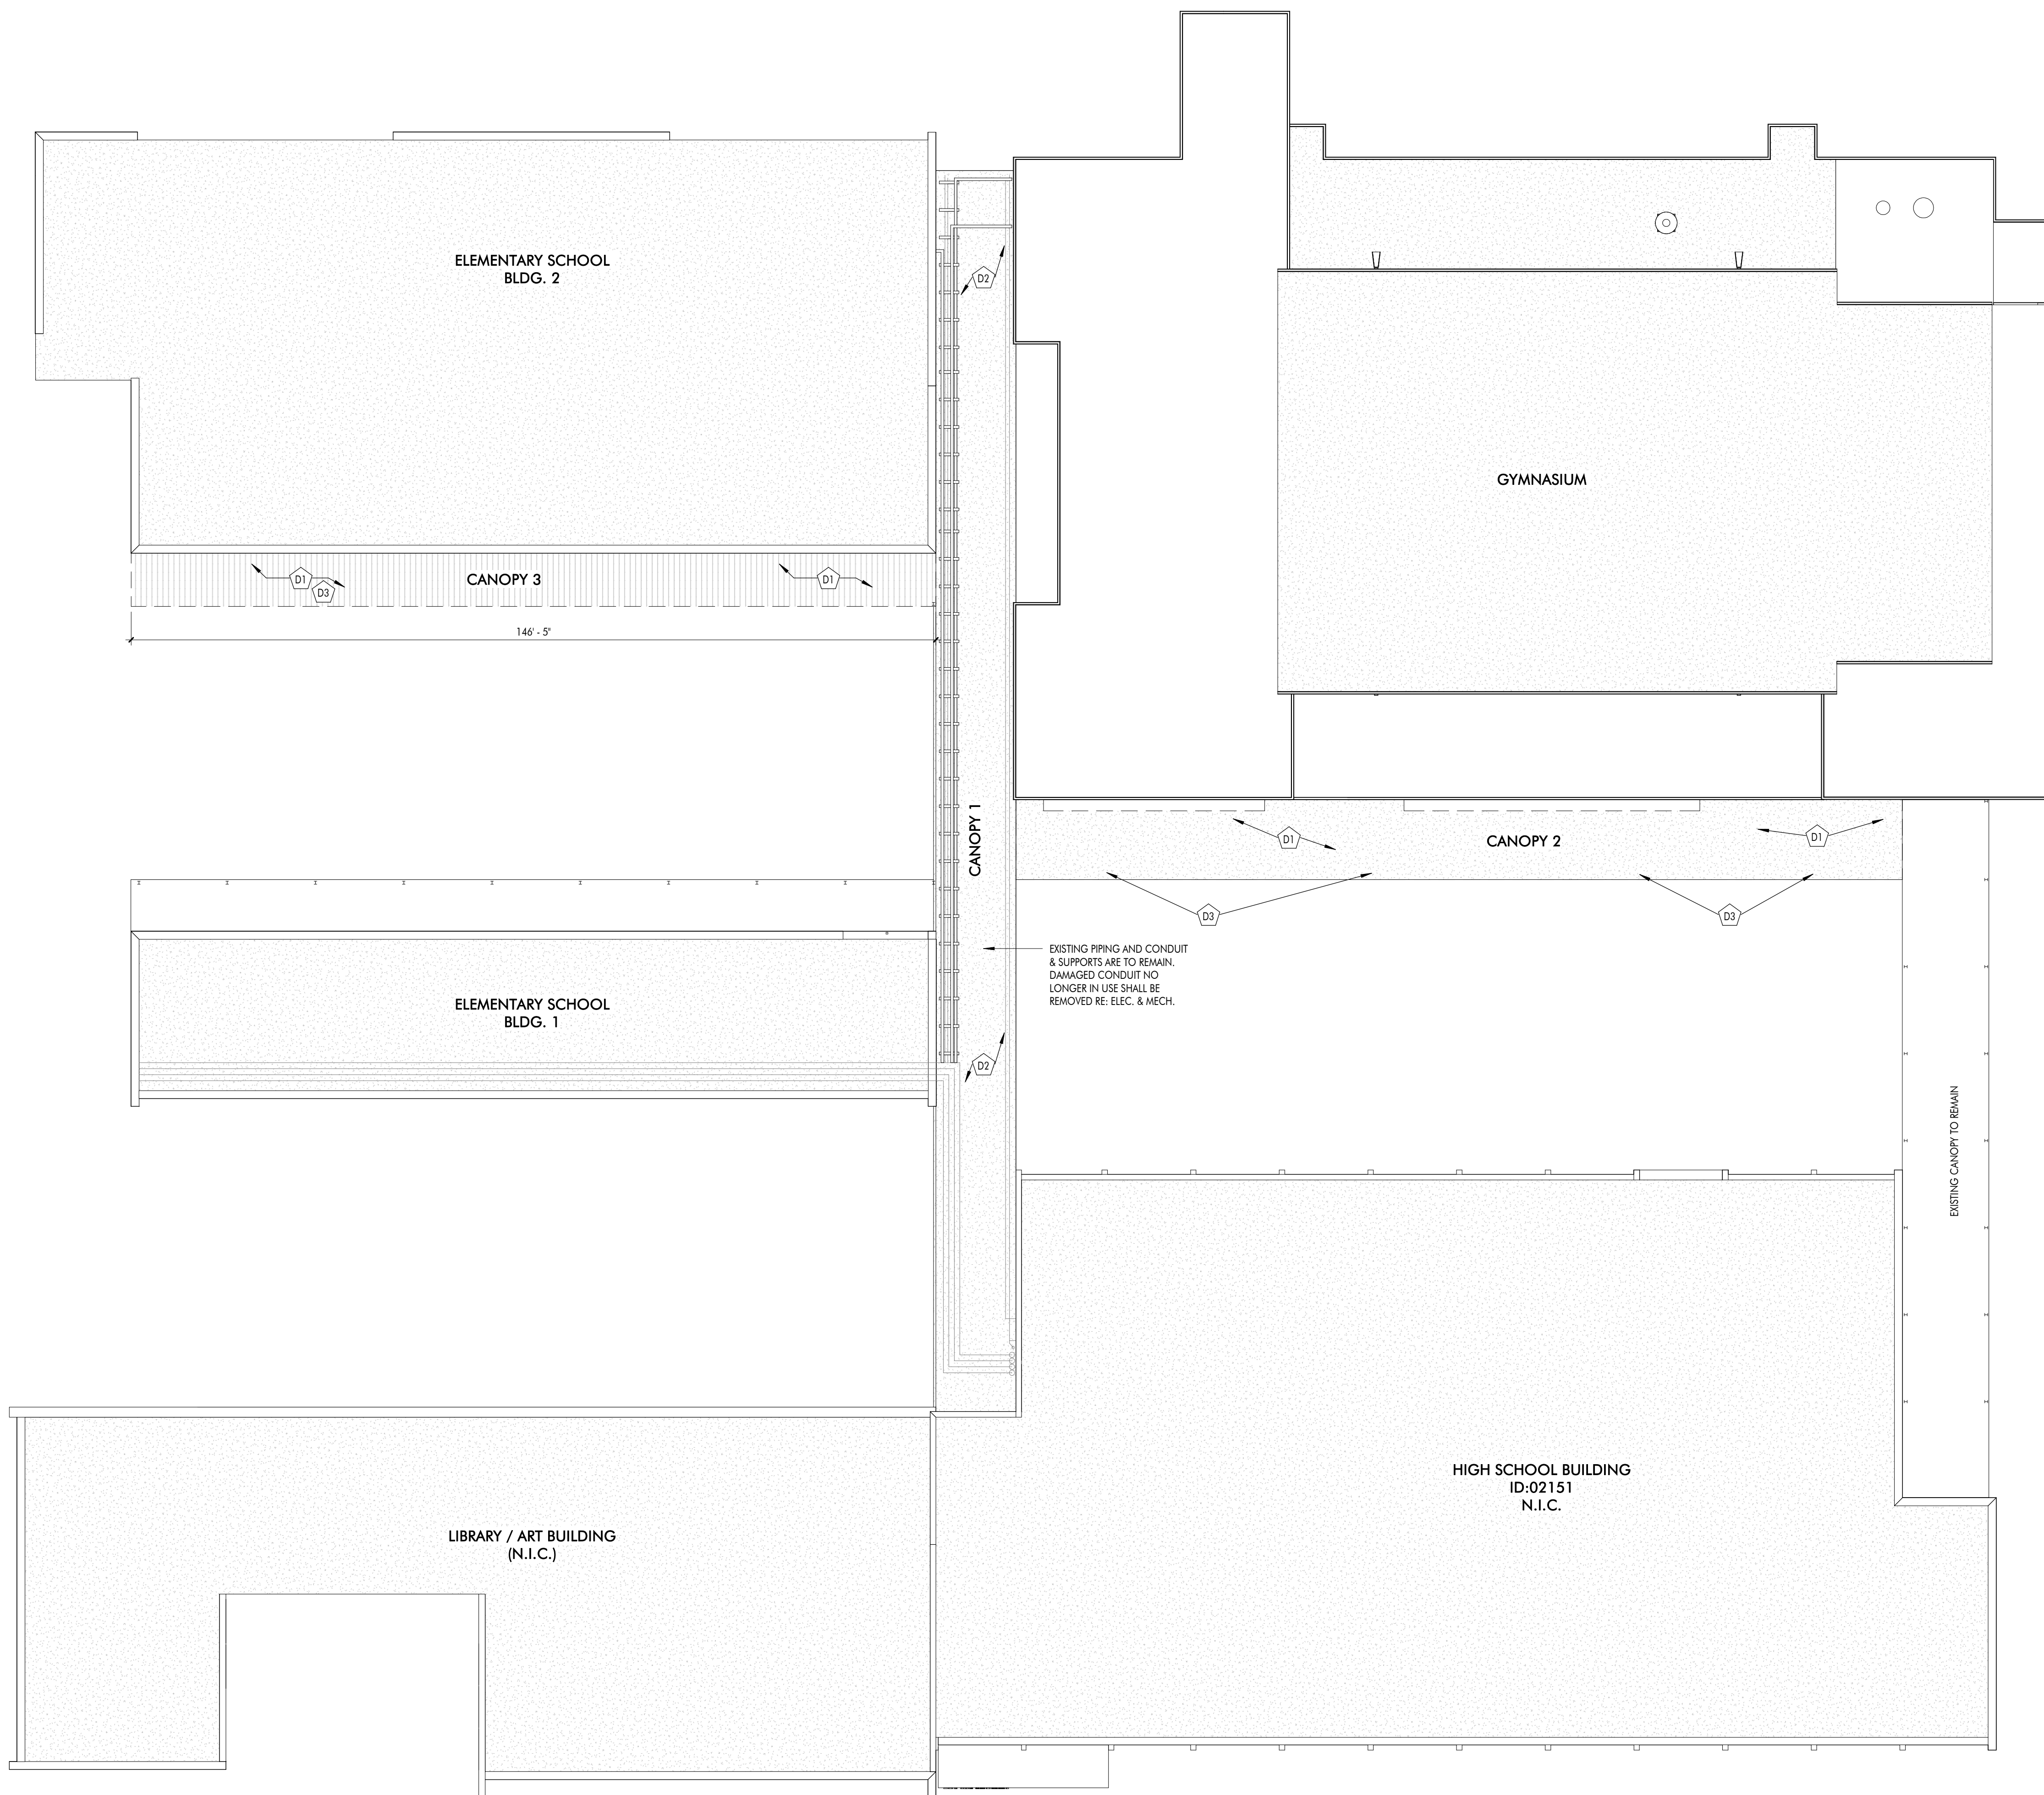 ELEMENTARY SCHOOL
BLDG. 2
D2
GYMNASIUM
D1
D3
CANOPY 3
D1
146' - 5"
CANOPY 1
D1
CANOPY 2
D1
D3
D3
EXISTING PIPING AND CONDUIT
& SUPPORTS ARE TO REMAIN.
DAMAGED CONDUIT NO
LONGER IN USE SHALL BE
REMOVED RE: ELEC. & MECH.
ELEMENTARY SCHOOL
BLDG. 1
D2
EXISTING CANOPY TO REMAIN
HIGH SCHOOL BUILDING
ID:02151
N.I.C.
LIBRARY / ART BUILDING
(N.I.C.)